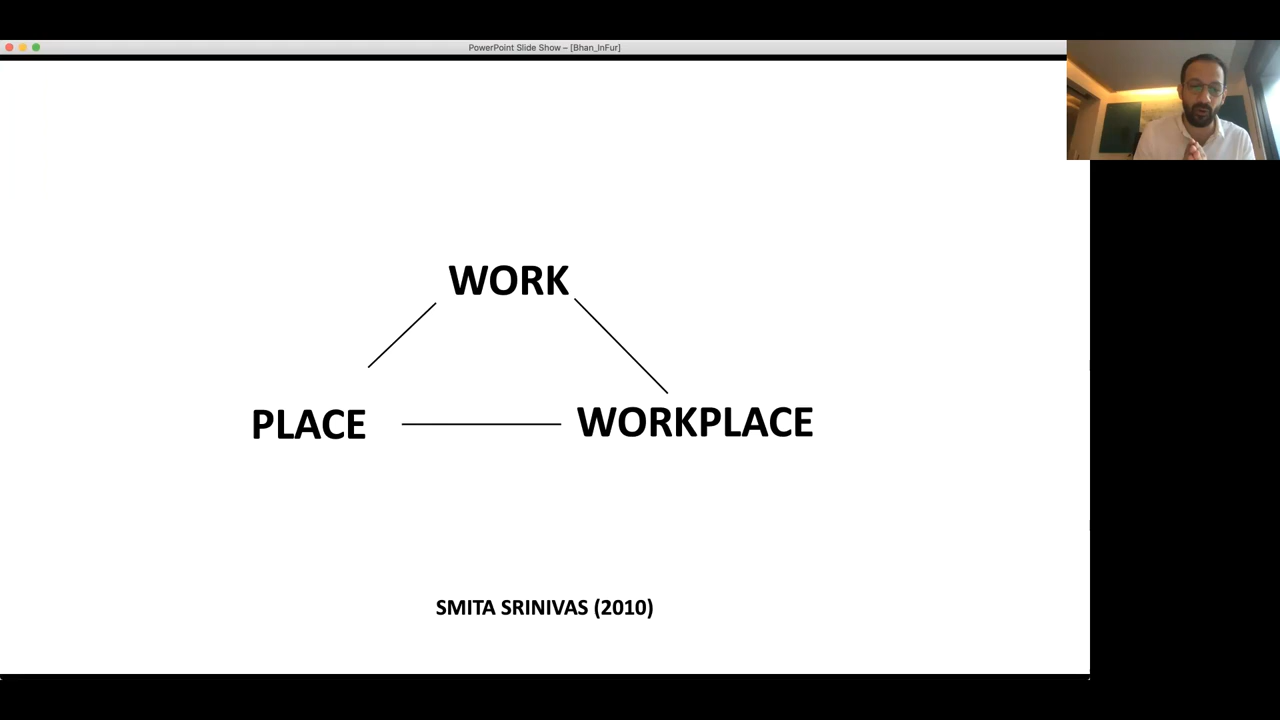 PowerPoint Slide Show – [Bhan_InFur]
WORK
PLACE
WORKPLACE
SMITA SRINIVAS (2010)